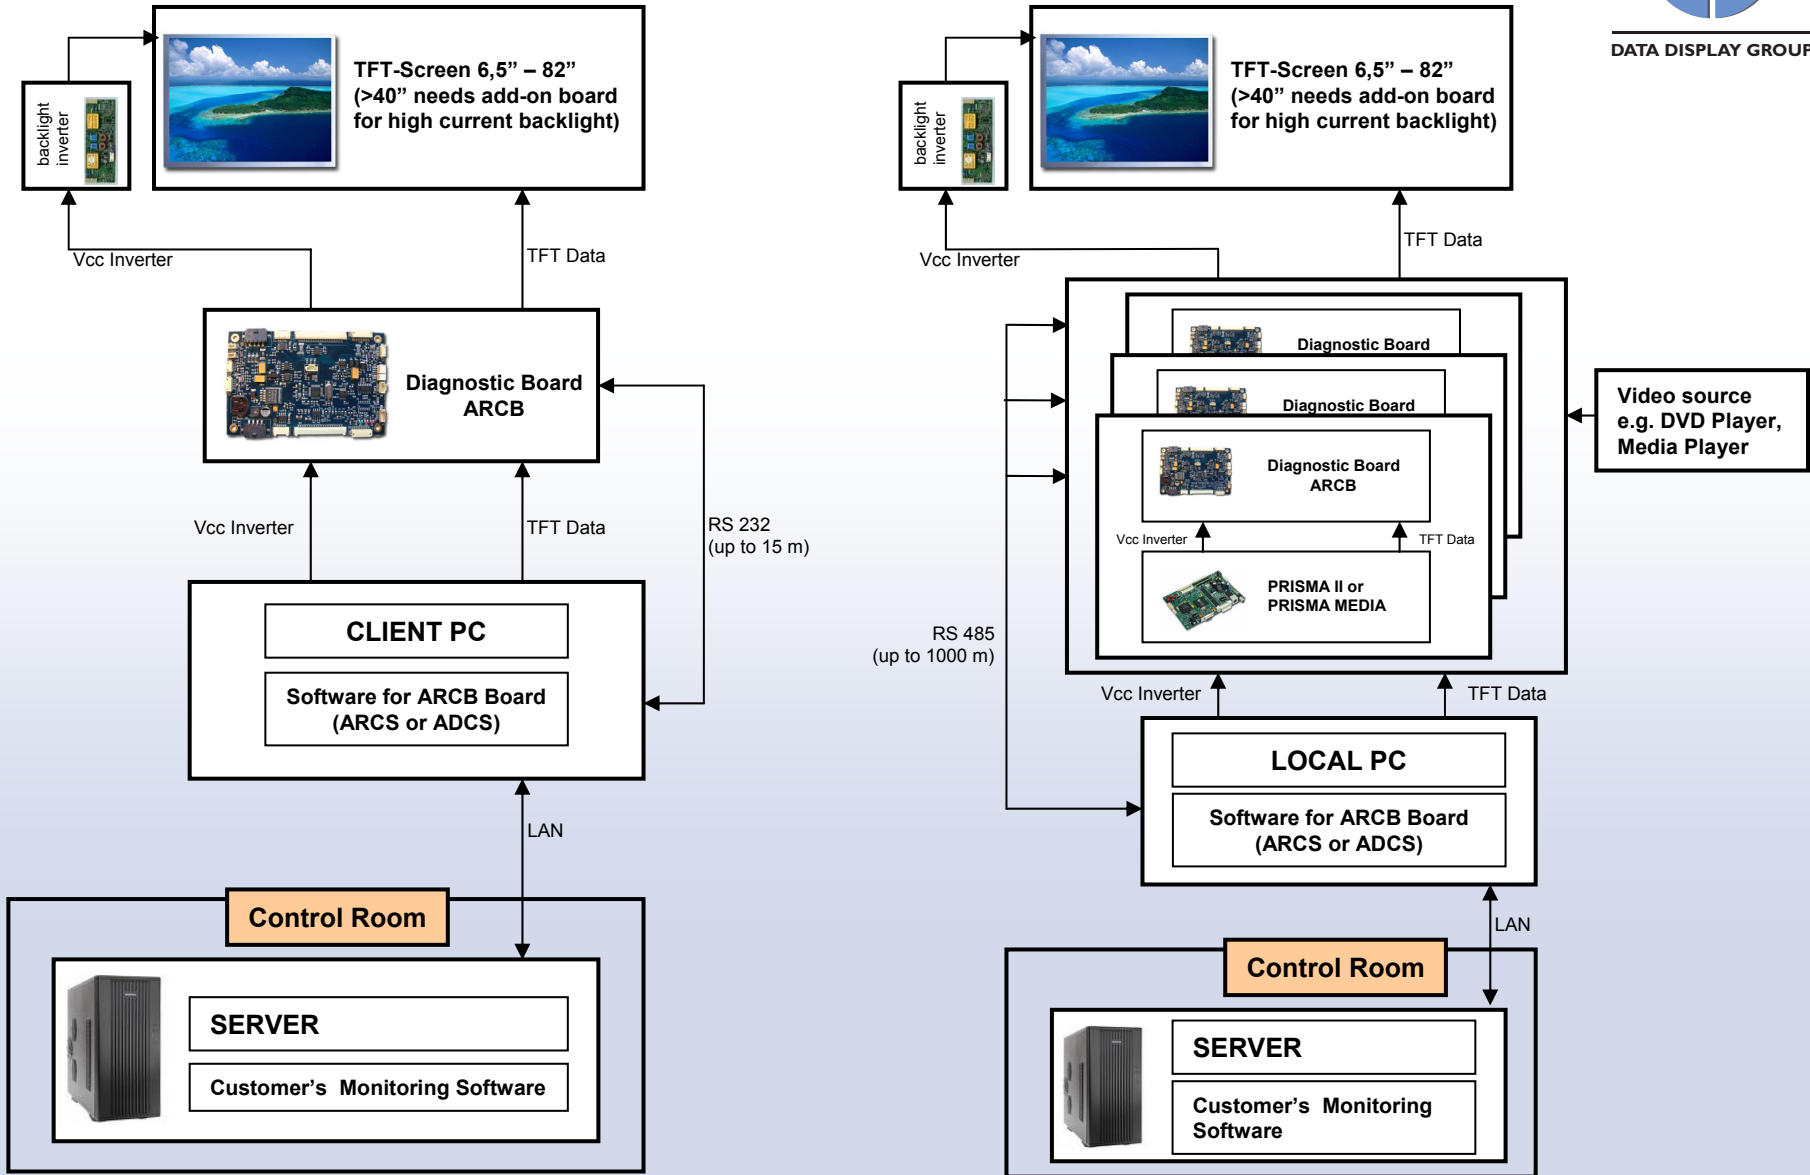 DATA DISPLAY GROUP
backlight
inverter
TFT-Screen 6,5” – 82”
(>40” needs add-on board
for high current backlight)
Vcc Inverter
TFT Data
Diagnostic Board
ARCB
Vcc Inverter
TFT Data
RS 232
(up to 15 m)
CLIENT PC
Software for ARCB Board
(ARCS or ADCS)
LAN
Control Room
SERVER
Customer’s Monitoring Software
backlight
inverter
TFT-Screen 6,5” – 82”
(>40” needs add-on board
for high current backlight)
Vcc Inverter
TFT Data
Diagnostic Board
Diagnostic Board
Diagnostic Board
ARCB
Vcc Inverter
TFT Data
PRISMA II or
PRISMA MEDIA
Video source
e.g. DVD Player,
Media Player
RS 485
(up to 1000 m)
Vcc Inverter
TFT Data
LOCAL PC
Software for ARCB Board
(ARCS or ADCS)
LAN
Control Room
SERVER
Customer’s Monitoring
Software